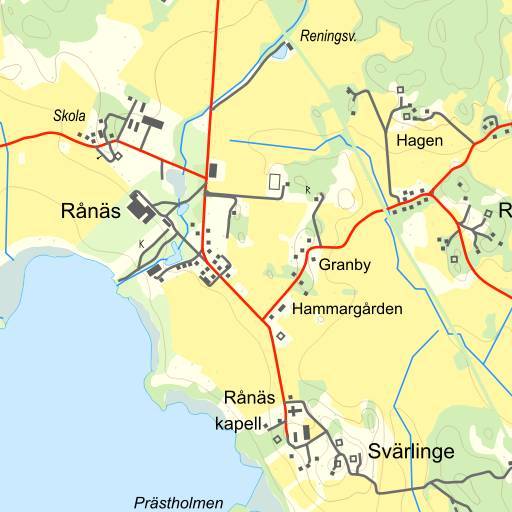 Reningsv.
Skola
Hagen
Rånäs
R
R
K
Granby
Hammargården
Rånäs
kapell
Svärlinge
Prästholmen